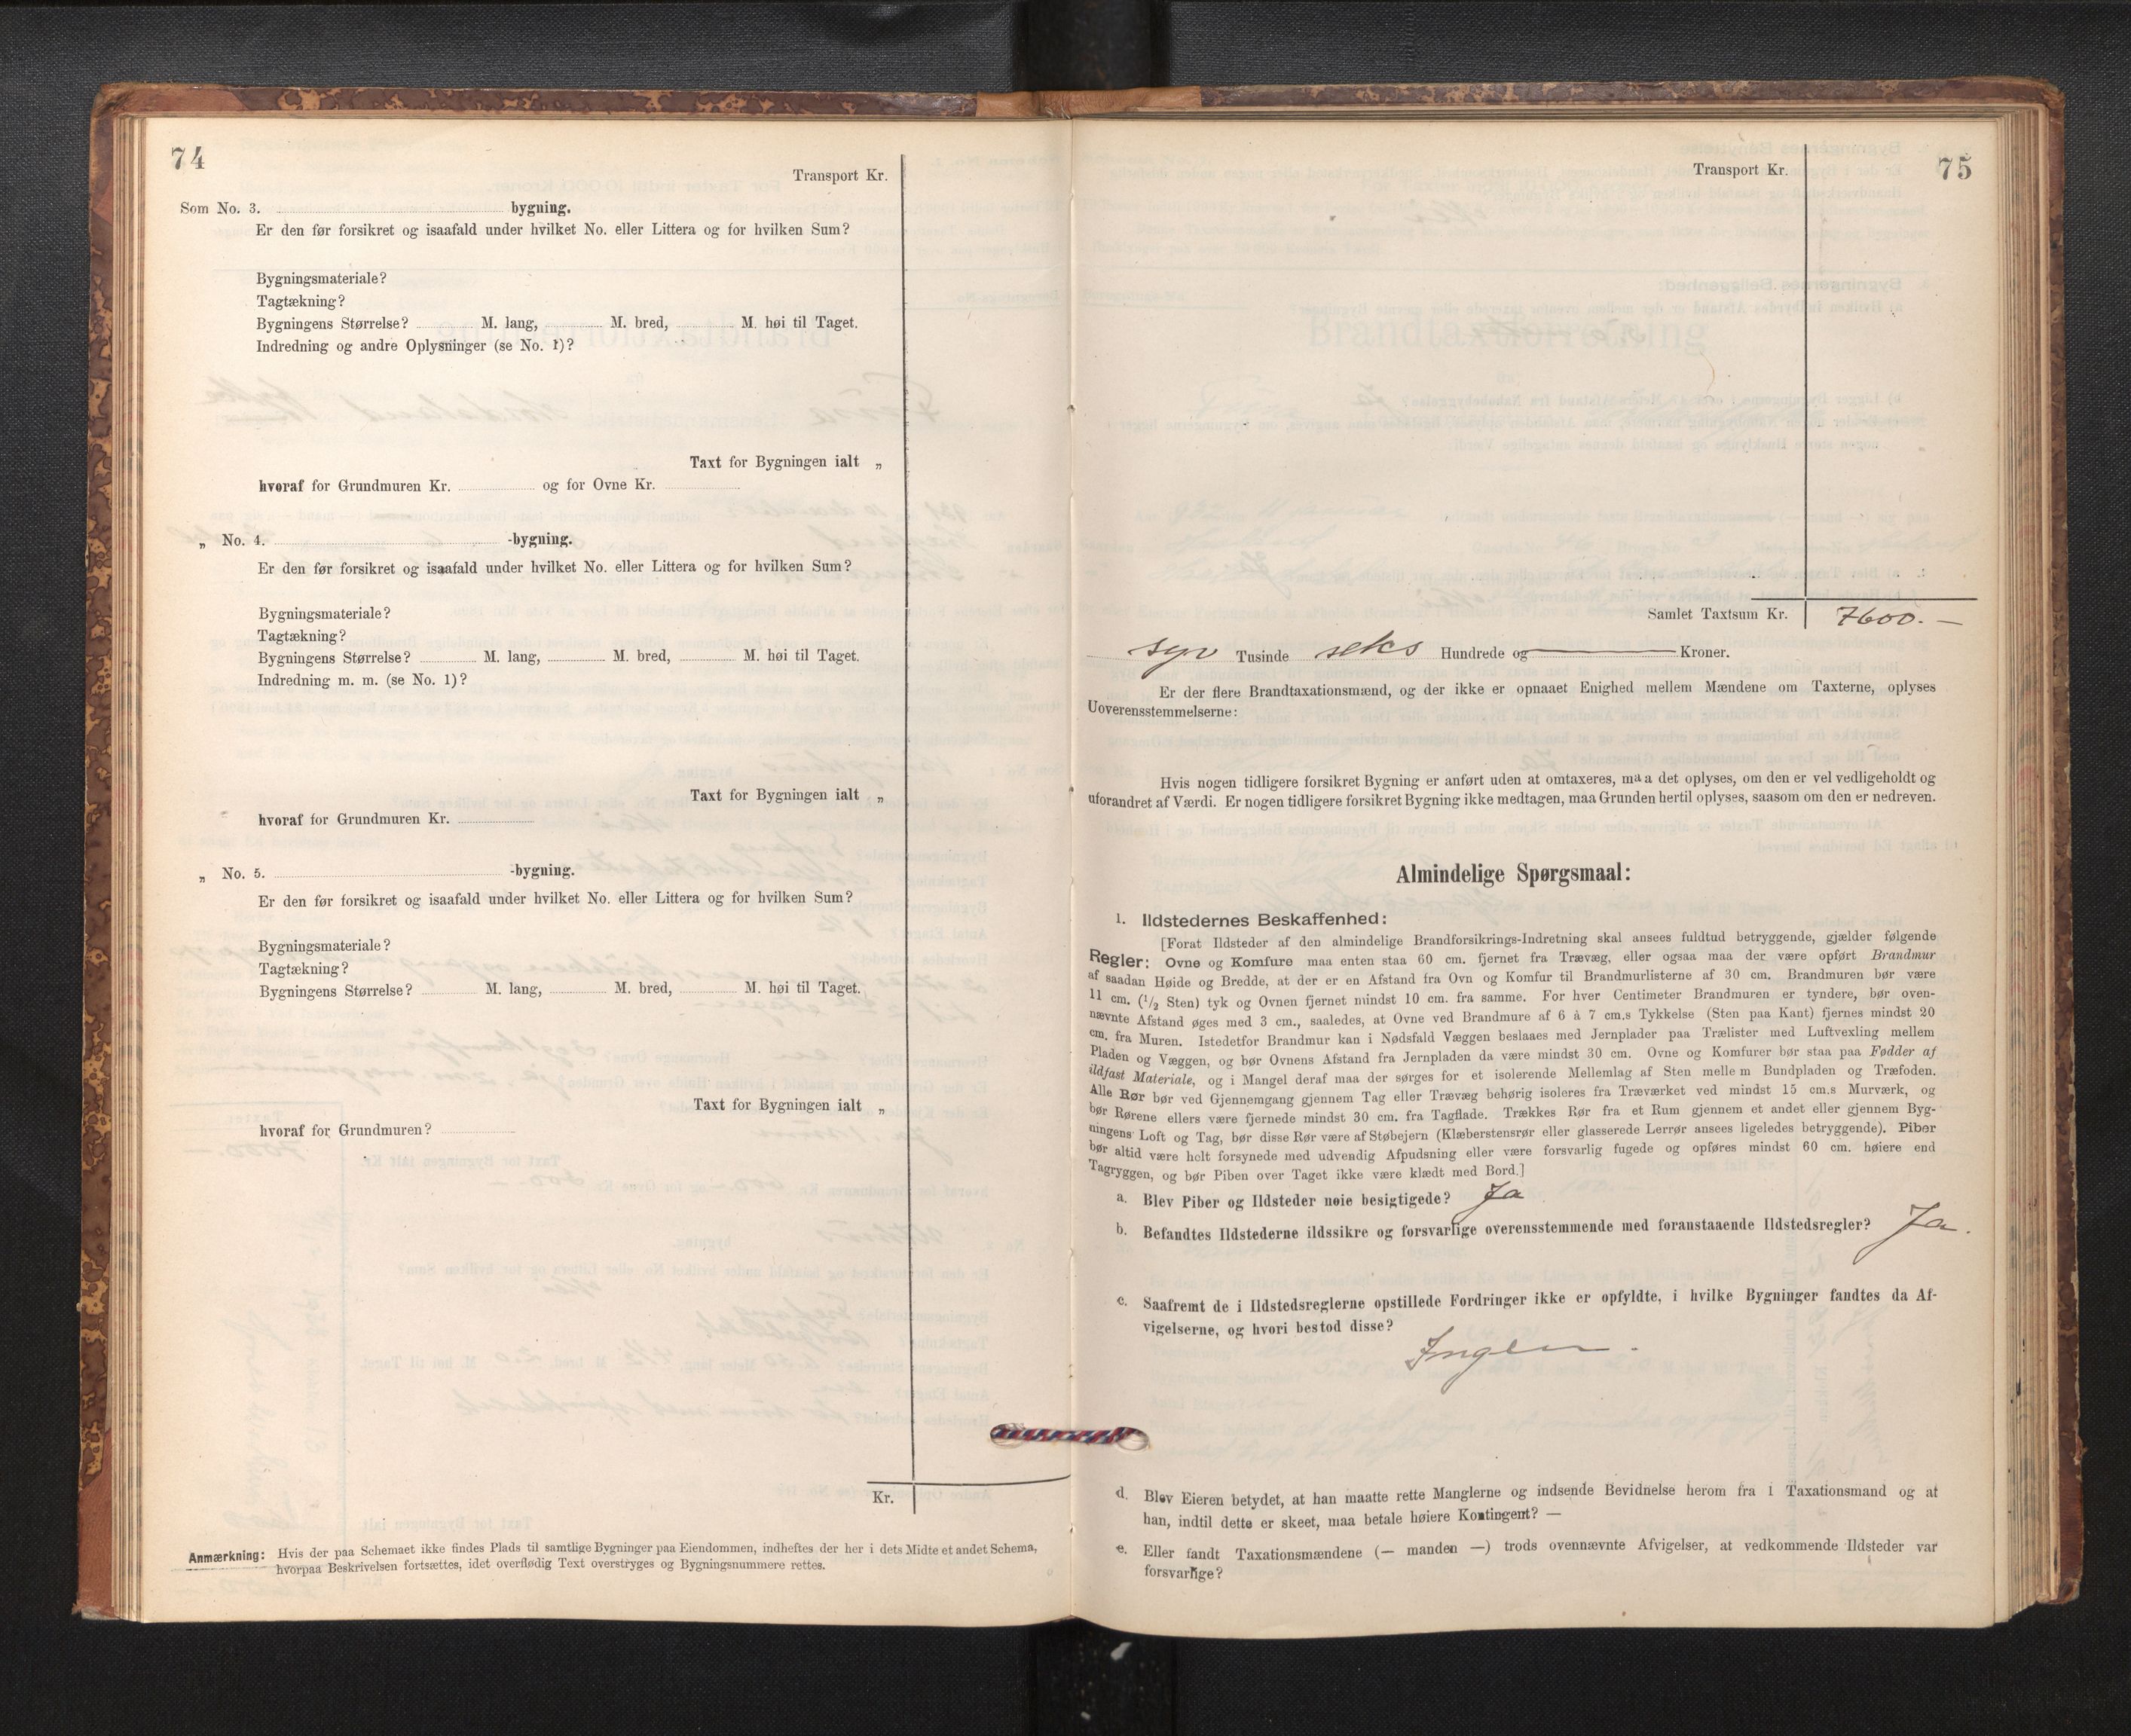 74
Transport Kr.
Som No. 3. bygning.
Er den før forsikret og isaafald under hvilket No. eller Littera og for hvilken Sum?
Bygningsmateriale?
Tagtækning?
Bygningens Størrelse? M. lang, M. bred, M. høi til Taget.
Indredning og andre Oplysninger (se No. 1)?
Taxt for Bygningen ialt „
hvoraf for Grundmuren Kr. og for Ovne Kr.
„ No. 4. -bygning.
Er den før forsikret og isaafald under hvilket No. eller Littera og for hvilken Sum?
Bygningsmateriale?
Tagtækning?
Bygningens Størrelse? M. lang, M. bred, M. høi til Taget.
Indredning m. m. (se No. 1)?
Taxt for Bygningen ialt „
hvoraf for Grundmuren Kr.
„ No. 5. -bygning.
Er den før forsikret og isaafald under hvilket No. eller Littera og for hvilken Sum?
Bygningsmateriale?
Tagtækning?
Bygningens Størrelse? M. lang, M. bred, M. høi til Taget.
Taxt for Bygningen ialt „
hvoraf for Grundmuren?
Kr.
Anmærkning: Hvis der paa Schemaet ikke findes Plads til samtlige Bygninger paa Eiendommen, indheftes der her i dets Midte et andet Schema,
hvorpaa Beskrivelsen fortsættes, idet overflødig Text overstryges og Bygningsnummere rettes.
75
Transport Kr.
Samlet Taxtsum Kr. 7600.—
syv Tusinde seks Hundrede og — Kroner.
Er der flere Brandtaxationsmænd, og der ikke er opnaaet Enighed mellem Mændene om Taxterne, oplyses
Uoverensstemmelserne:
Hvis nogen tidligere forsikret Bygning er anført uden at omtaxeres, maa det oplyses, om den er vel vedligeholdt og
uforandret af Værdi. Er nogen tidligere forsikret Bygning ikke medtagen, maa Grunden hertil oplyses, saasom om den er nedreven.
Almindelige Spørgsmaal:
1. Ildstedernes Beskaffenhed:
[Forat Ildsteder af den almindelige Brandforsikrings-Indretning skal ansees fuldtud betryggende, gjælder følgende
Regler: Ovne og Komfure maa enten staa 60 cm. fjernet fra Trævæg, eller ogsaa maa der være opført Brandmur
af saadan Høide og Bredde, at der er en Afstand fra Ovn og Komfur til Brandmurlisterne af 30 cm. Brandmuren bør være
11 cm. (1/2 Sten) tyk og Ovnen fjernet mindst 10 cm. fra samme. For hver Centimeter Brandmuren er tyndere, bør oven-
nævnte Afstand øges med 3 cm., saaledes, at Ovne ved Brandmure af 6 à 7 cm.s Tykkelse (Sten paa Kant) fjernes mindst 20
cm. fra Muren. Istedetfor Brandmur kan i Nødsfald Væggen beslaaes med Jernplader paa Trælister med Luftvexling mellem
Pladen og Væggen, og bør Ovnens Afstand fra Jernpladen da være mindst 30 cm. Ovne og Komfurer bør staa paa Fødder af
ildfast Materiale, og i Mangel deraf maa der sørges for et isolerende Mellemlag af Sten mellem Bundpladen og Træfoden.
Alle Rør bør ved Gjennemgang gjennem Tag eller Trævæg behørig isoleres fra Træværket ved mindst 15 cm.s Murværk, og
bør Rørene ellers være fjernede mindst 30 cm. fra Tagflade. Trækkes Rør fra et Rum gjennem et andet eller gjennem Byg-
ningens Loft og Tag, bør disse Rør være af Støbejern (Klæberstensrør eller glasserede Lerrør ansees ligeledes betryggende). Piber
bør altid være helt forsynede med udvendig Afpudsning eller være forsvarlig fugede og opføres mindst 60 cm. høiere end
Tagryggen, og bør Piben over Taget ikke være klædt med Bord.]
a. Blev Piber og Ildsteder nøie besigtigede? Ja
b. Befandtes Ildstederne ildssikre og forsvarlige overensstemmende med foranstaaende Ildstedsregler? Ja.
c. Saafremt de i Ildstedsreglerne opstillede Fordringer ikke er opfyldte, i hvilke Bygninger fandtes da Af-
vigelserne, og hvori bestod disse?
Ingen.
d. Blev Eieren betydet, at han maatte rette Manglerne og indsende Bevidnelse herom fra 1 Taxationsmand og at
han, indtil dette er skeet, maa betale høiere Kontingent? —
e. Eller fandt Taxationsmændene (— manden —) trods ovennævnte Afvigelser, at vedkommende Ildsteder var
forsvarlige?